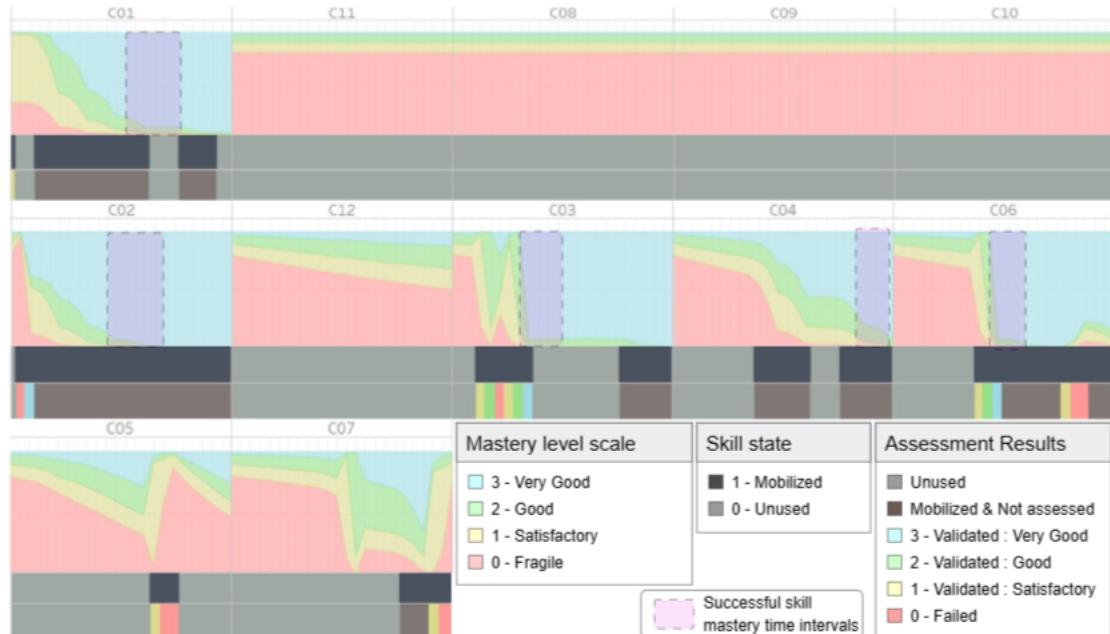 C01 C11 C08 C09 C10
C02 C12 C03 C04 C06
C05 C07
Mastery level scale
3 - Very Good
2 - Good
1 - Satisfactory
0 - Fragile
Skill state
1 - Mobilized
0 - Unused
Assessment Results
Unused
Mobilized & Not assessed
3 - Validated : Very Good
2 - Validated : Good
1 - Validated : Satisfactory
0 - Failed
Successful skill
mastery time intervals